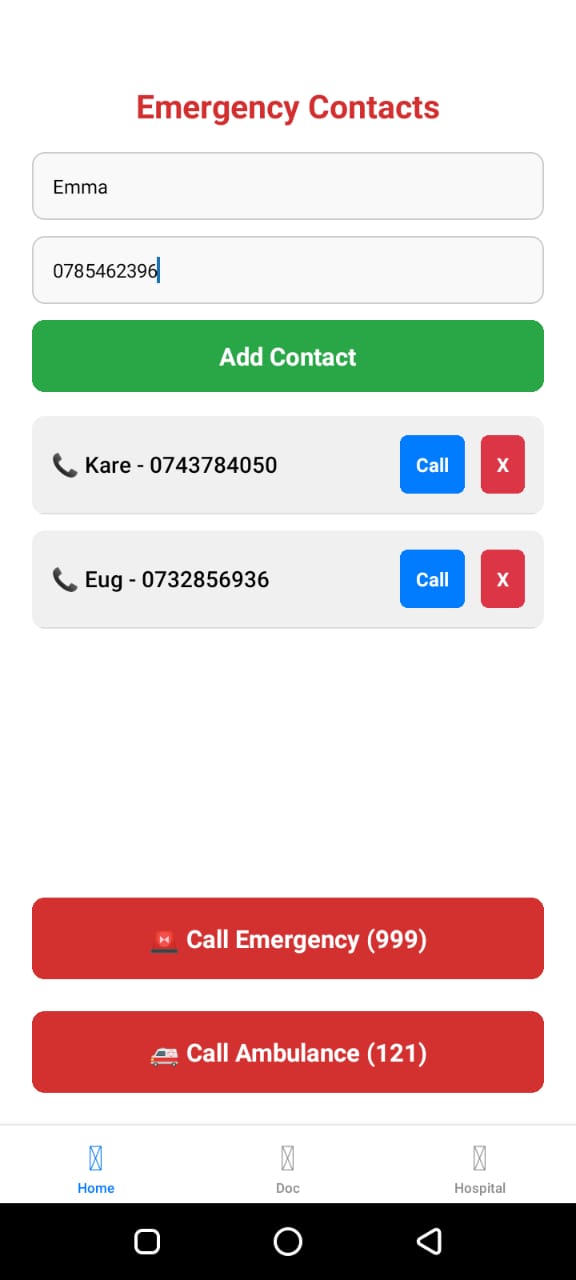 Emergency Contacts
Emma
0785462396
Add Contact
📞 Kare - 0743784050 Call X
📞 Eug - 0732856936 Call X
🚨 Call Emergency (999)
🚑 Call Ambulance (121)
Home Doc Hospital